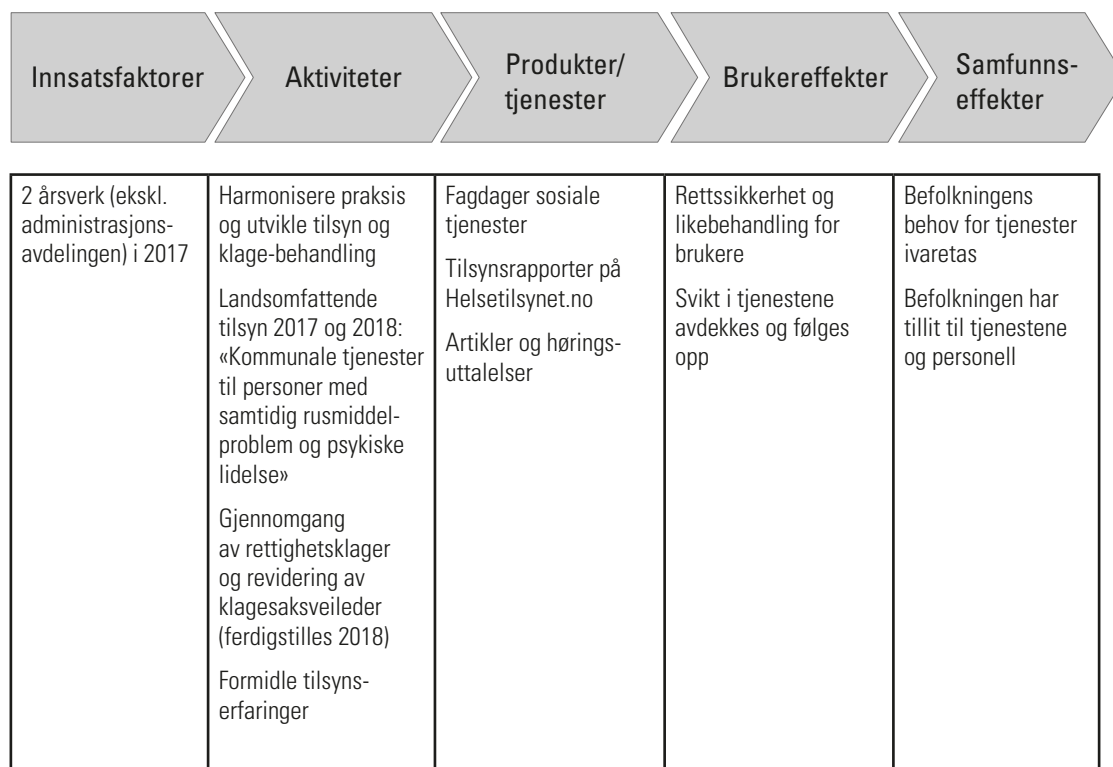 Innsatsfaktorer
Aktiviteter
Produkter/
tjenester
Brukereffekter
Samfunns-
effekter
2 årsverk (ekskl.
administrasjons-
avdelingen) i 2017
Harmonisere praksis
og utvikle tilsyn og
klage-behandling
Landsomfattende
tilsyn 2017 og 2018:
«Kommunale tjenester
til personer med
samtidig rusmiddel-
problem og psykiske
lidelse»
Gjennomgang
av rettighetsklager
og revidering av
klagesaksveileder
(ferdigstilles 2018)
Formidle tilsyns-
erfaringer
Fagdager sosiale
tjenester
Tilsynsrapporter på
Helsetilsynet.no
Artikler og hørings-
uttalelser
Rettssikkerhet og
likebehandling for
brukere
Svikt i tjenestene
avdekkes og følges
opp
Befolkningens
behov for tjenester
ivaretas
Befolkningen har
tillit til tjenestene
og personell